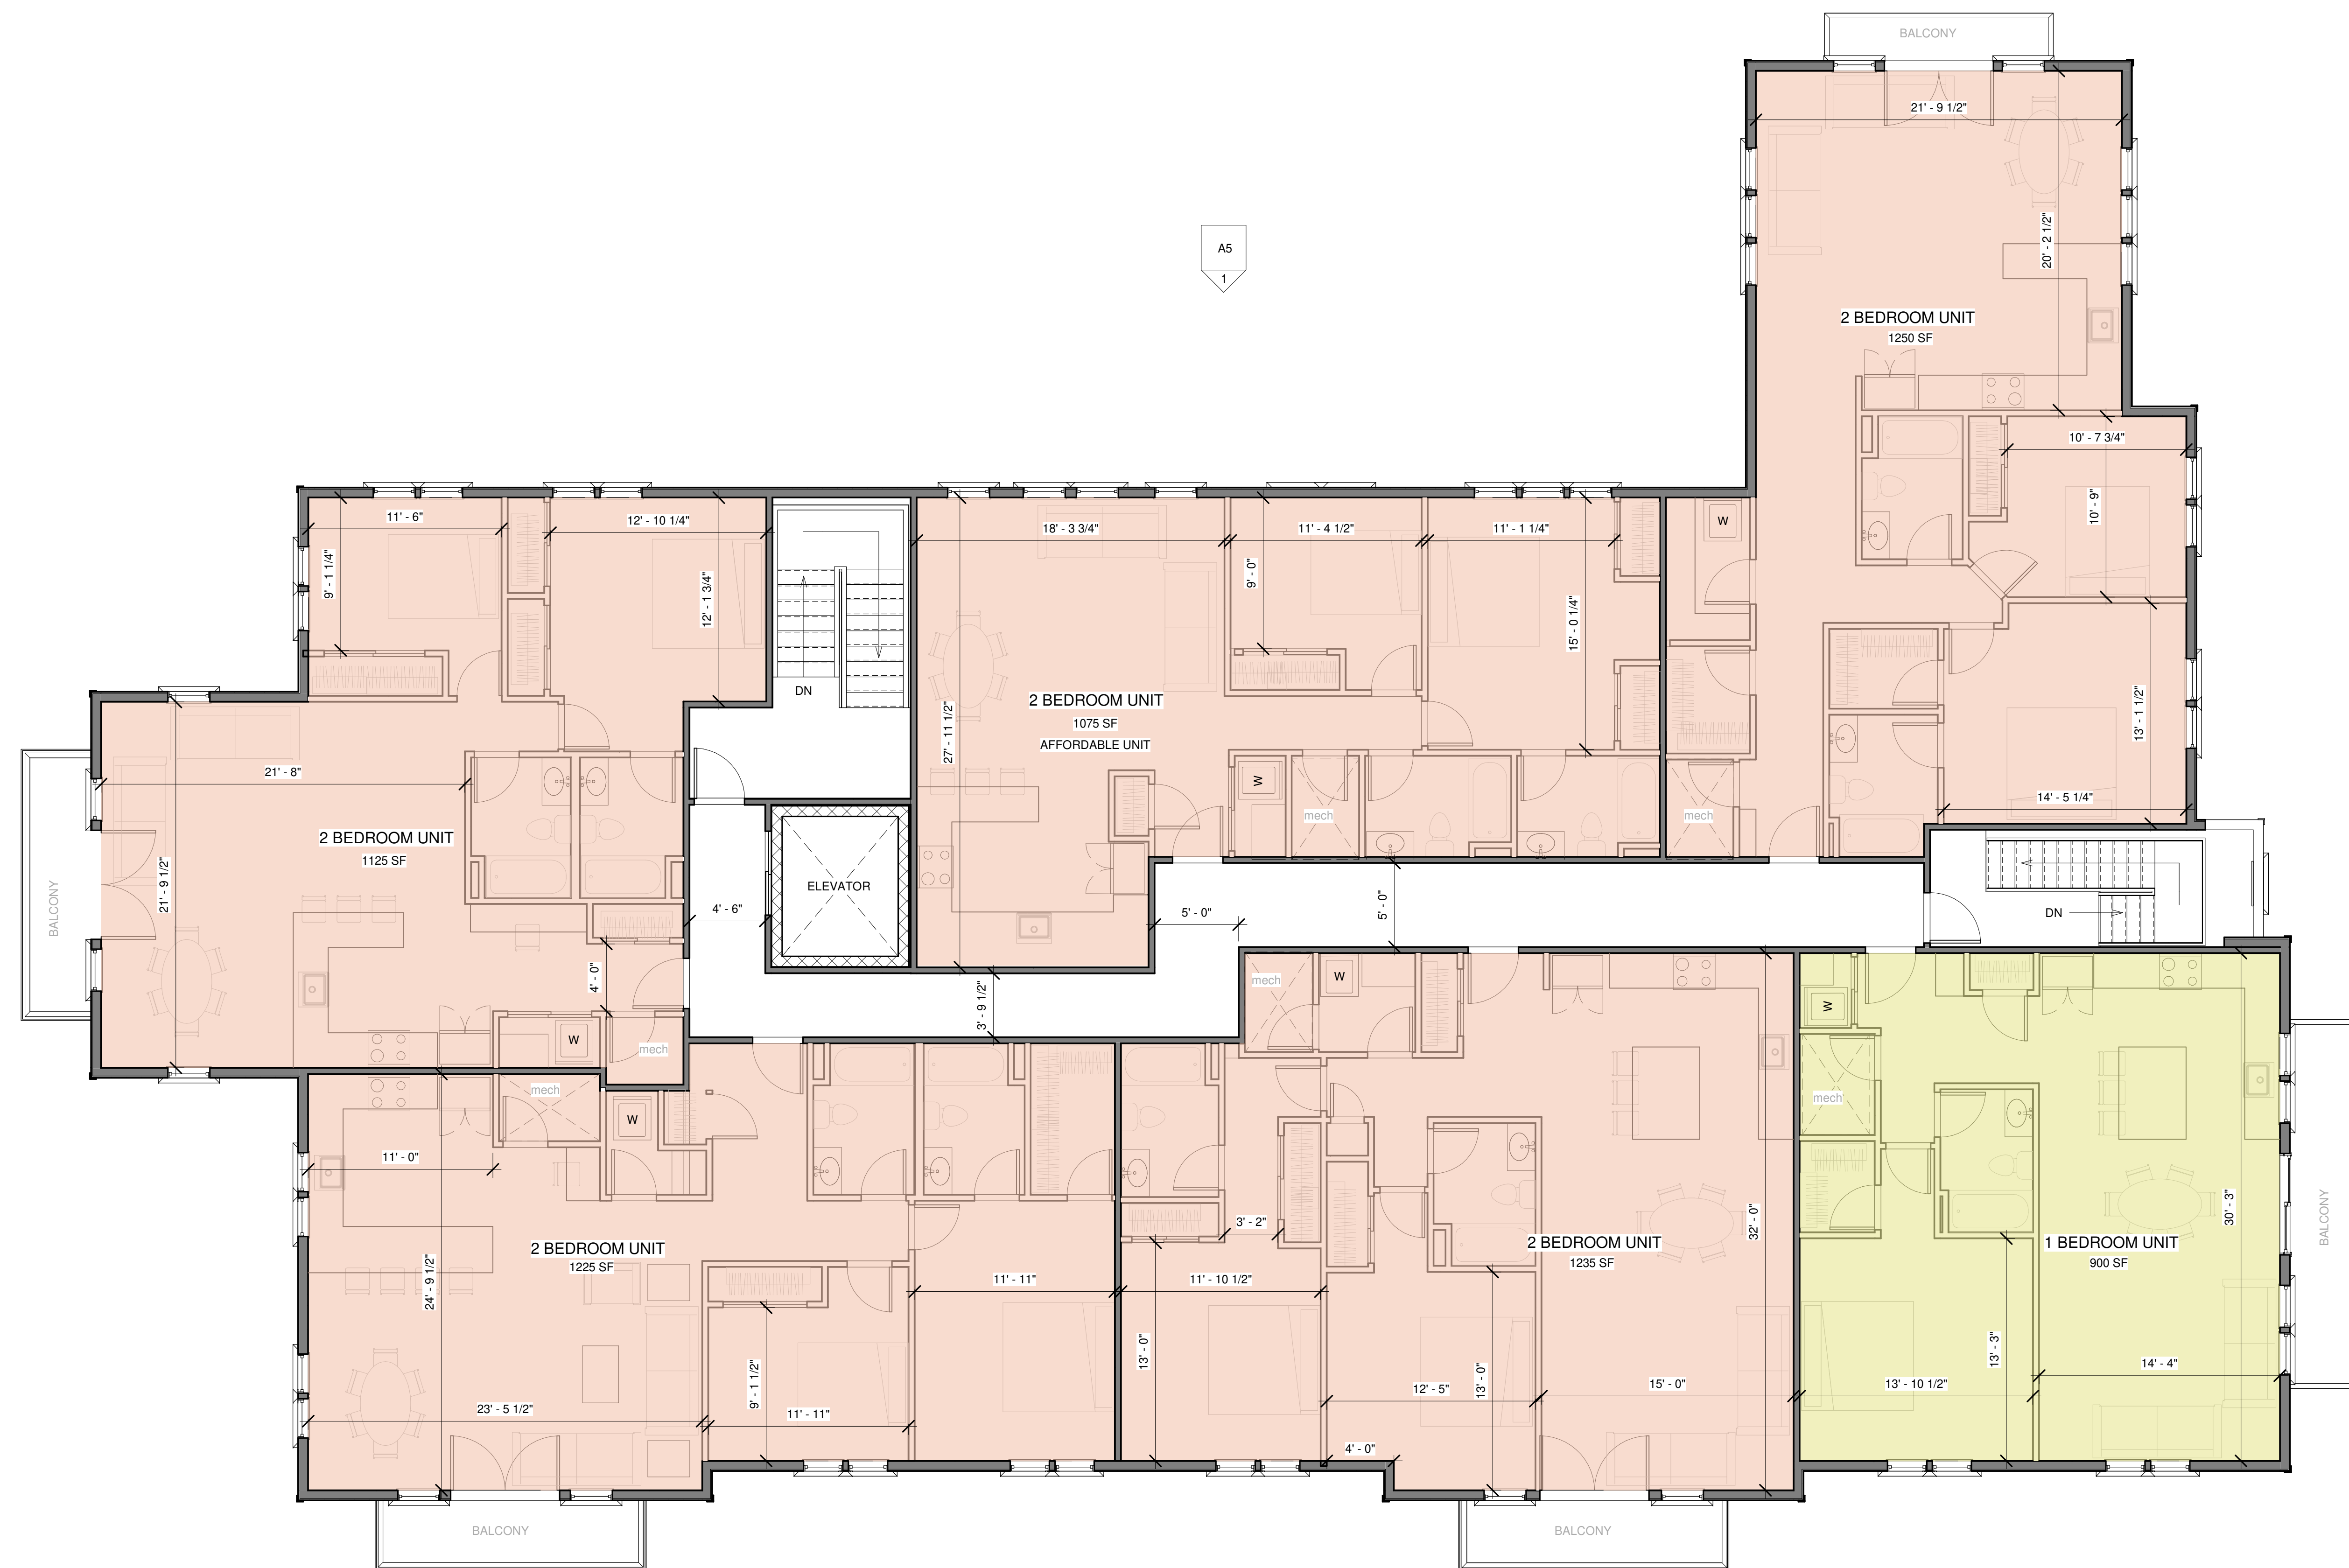 BALCONY
21' - 9 1/2"
20' - 2 1/2"
A5
1
2 BEDROOM UNIT
1250 SF
10' - 7 3/4"
10' - 9"
13' - 1 1/2"
14' - 5 1/4"
W
mech
11' - 6"
9' - 1 1/4"
12' - 10 1/4"
12' - 1 3/4"
DN
18' - 3 3/4"
11' - 4 1/2"
9' - 0"
11' - 1 1/4"
15' - 0 1/4"
27' - 11 1/2"
2 BEDROOM UNIT
1075 SF
AFFORDABLE UNIT
W
mech
21' - 8"
21' - 9 1/2"
2 BEDROOM UNIT
1125 SF
BALCONY
4' - 0"
W
mech
ELEVATOR
4' - 6"
5' - 0"
5' - 0"
3' - 9 1/2"
DN
mech
W
11' - 0"
24' - 9 1/2"
2 BEDROOM UNIT
1225 SF
23' - 5 1/2"
9' - 1 1/2"
11' - 11"
11' - 11"
BALCONY
mech
W
3' - 2"
11' - 10 1/2"
13' - 0"
2 BEDROOM UNIT
1235 SF
32' - 0"
12' - 5"
13' - 0"
15' - 0"
4' - 0"
BALCONY
W
mech
1 BEDROOM UNIT
900 SF
30' - 3"
13' - 3"
13' - 10 1/2"
14' - 4"
BALCONY